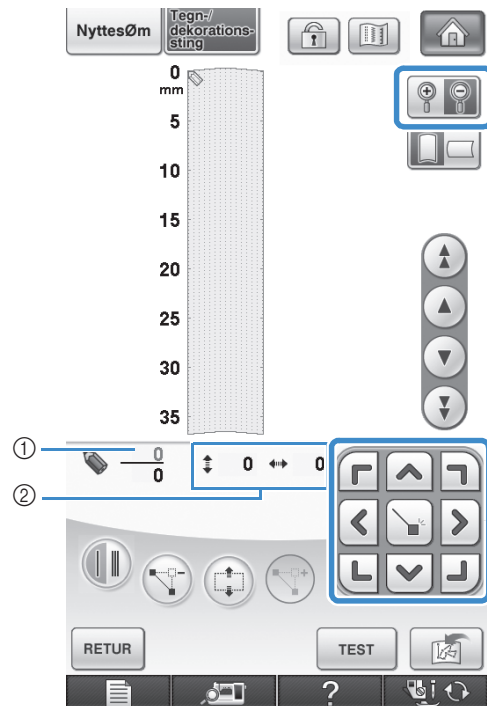 NyttesØm
Tegn-/
dekorations-
sting
0
mm
5
10
15
20
25
30
35
①
0
0
0
0
②
RETUR
TEST
?